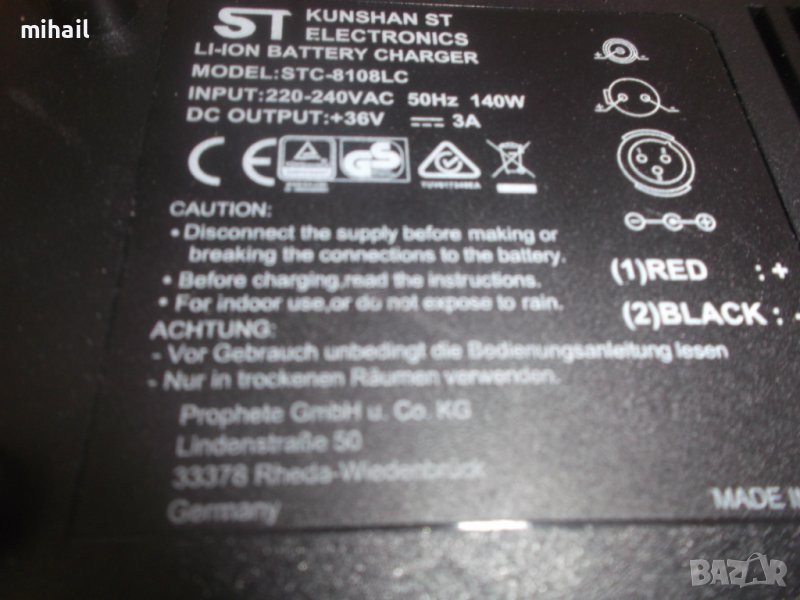 mihail
ST KUNSHAN ST
ELECTRONICS
LI-ION BATTERY CHARGER
MODEL:STC-8108LC
INPUT:220-240VAC 50Hz 140W
DC OUTPUT:+36V ⎓ 3A
CE GS
CAUTION:
• Disconnect the supply before making or
breaking the connections to the battery.
• Before charging,read the instructions.
• For indoor use,or do not expose to rain.
(1)RED : +
(2)BLACK : -
ACHTUNG:
- Vor Gebrauch unbedingt die Bedienungsanleitung lesen
- Nur in trockenen Räumen verwenden.
Prophete GmbH u. Co. KG
Lindenstraße 50
33378 Rheda-Wiedenbrück
Germany
MADE IN
BAZAR